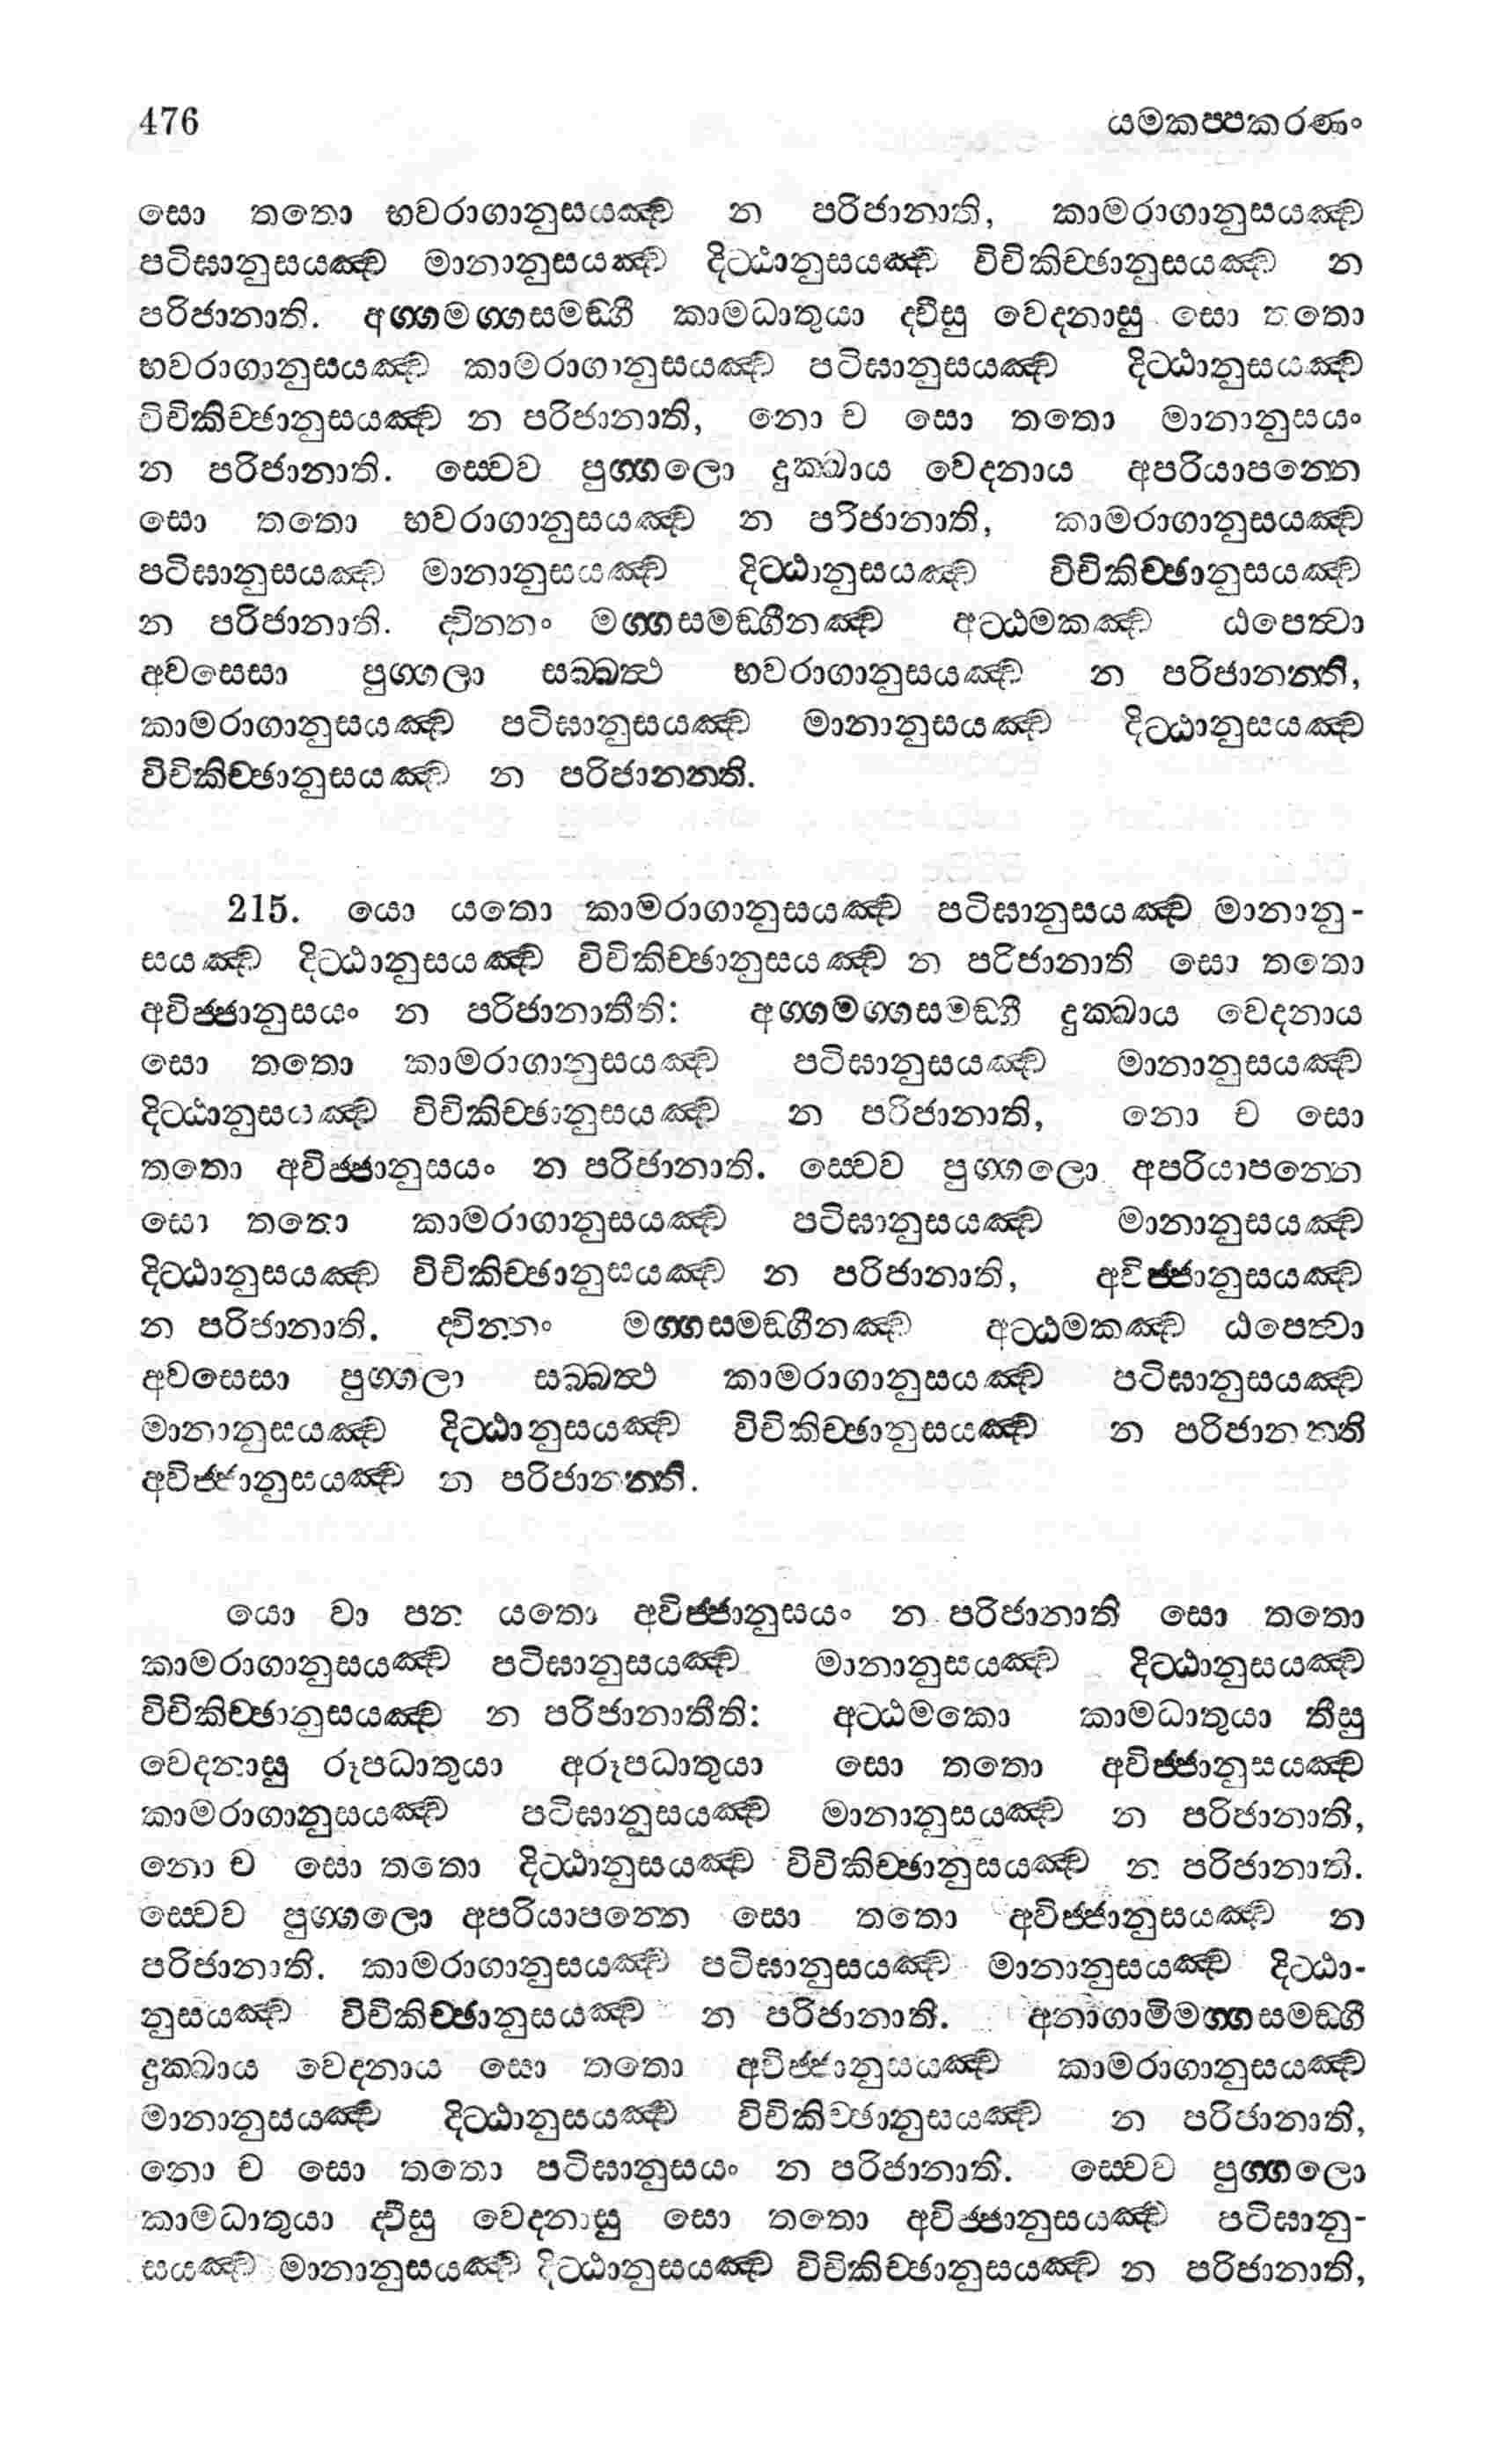 476 යමකප්පකරණං
සො තතො භවරාගානුසයඤ්ච න පරිජානාති, කාමරාගානුසයඤ්ච
පටිඝානුසයඤ්ච මානානුසයඤ්ච දිට්ඨානුසයඤ්ච විචිකිච්ඡානුසයඤ්ච න
පරිජානාති. අග්ගමග්ගසමඞ්ගී කාමධාතුයා ද්වීසු වෙදනාසු සො තතො
භවරාගානුසයඤ්ච කාමරාගානුසයඤ්ච පටිඝානුසයඤ්ච දිට්ඨානුසයඤ්ච
විචිකිච්ඡානුසයඤ්ච න පරිජානාති, නො ච සො තතො මානානුසයං
න පරිජානාති. ස්වෙව පුග්ගලො දුක්ඛාය වෙදනාය අපරියාපන්නෙ
සො තතො භවරාගානුසයඤ්ච න පරිජානාති, කාමරාගානුසයඤ්ච
පටිඝානුසයඤ්ච මානානුසයඤ්ච දිට්ඨානුසයඤ්ච විචිකිච්ඡානුසයඤ්ච
න පරිජානාති. ද්වින්නං මග්ගසමඞ්ගීනඤ්ච අට්ඨමකඤ්ච ඨපෙත්වා
අවසෙසා පුග්ගලා සබ්බත්ථ භවරාගානුසයඤ්ච න පරිජානන්ති,
කාමරාගානුසයඤ්ච පටිඝානුසයඤ්ච මානානුසයඤ්ච දිට්ඨානුසයඤ්ච
විචිකිච්ඡානුසයඤ්ච න පරිජානන්ති.
215. යො යතො කාමරාගානුසයඤ්ච පටිඝානුසයඤ්ච මානානු-
සයඤ්ච දිට්ඨානුසයඤ්ච විචිකිච්ඡානුසයඤ්ච න පරිජානාති සො තතො
අවිජ්ජානුසයං න පරිජානාතීති: අග්ගමග්ගසමඞ්ගී දුක්ඛාය වෙදනාය
සො තතො කාමරාගානුසයඤ්ච පටිඝානුසයඤ්ච මානානුසයඤ්ච
දිට්ඨානුසයඤ්ච විචිකිච්ඡානුසයඤ්ච න පරිජානාති, නො ච සො
තතො අවිජ්ජානුසයං න පරිජානාති. ස්වෙව පුග්ගලො අපරියාපන්නෙ
සො තතො කාමරාගානුසයඤ්ච පටිඝානුසයඤ්ච මානානුසයඤ්ච
දිට්ඨානුසයඤ්ච විචිකිච්ඡානුසයඤ්ච න පරිජානාති, අවිජ්ජානුසයඤ්ච
න පරිජානාති. ද්වින්නං මග්ගසමඞ්ගීනඤ්ච අට්ඨමකඤ්ච ඨපෙත්වා
අවසෙසා පුග්ගලා සබ්බත්ථ කාමරාගානුසයඤ්ච පටිඝානුසයඤ්ච
මානානුසයඤ්ච දිට්ඨානුසයඤ්ච විචිකිච්ඡානුසයඤ්ච න පරිජානන්ති
අවිජ්ජානුසයඤ්ච න පරිජානන්ති.
යො වා පන යතො අවිජ්ජානුසයං න පරිජානාති සො තතො
කාමරාගානුසයඤ්ච පටිඝානුසයඤ්ච මානානුසයඤ්ච දිට්ඨානුසයඤ්ච
විචිකිච්ඡානුසයඤ්ච න පරිජානාතීති: අට්ඨමකො කාමධාතුයා තීසු
වෙදනාසු රූපධාතුයා අරූපධාතුයා සො තතො අවිජ්ජානුසයඤ්ච
කාමරාගානුසයඤ්ච පටිඝානුසයඤ්ච මානානුසයඤ්ච න පරිජානාති,
නො ච සො තතො දිට්ඨානුසයඤ්ච විචිකිච්ඡානුසයඤ්ච න පරිජානාති.
ස්වෙව පුග්ගලො අපරියාපන්නෙ සො තතො අවිජ්ජානුසයඤ්ච න
පරිජානාති. කාමරාගානුසයඤ්ච පටිඝානුසයඤ්ච මානානුසයඤ්ච දිට්ඨා-
නුසයඤ්ච විචිකිච්ඡානුසයඤ්ච න පරිජානාති. අනාගාමිමග්ගසමඞ්ගී
දුක්ඛාය වෙදනාය සො තතො අවිජ්ජානුසයඤ්ච කාමරාගානුසයඤ්ච
මානානුසයඤ්ච දිට්ඨානුසයඤ්ච විචිකිච්ඡානුසයඤ්ච න පරිජානාති,
නො ච සො තතො පටිඝානුසයං න පරිජානාති. ස්වෙව පුග්ගලො
කාමධාතුයා ද්වීසු වෙදනාසු සො තතො අවිජ්ජානුසයඤ්ච පටිඝානු-
සයඤ්ච මානානුසයඤ්ච දිට්ඨානුසයඤ්ච විචිකිච්ඡානුසයඤ්ච න පරිජානාති,